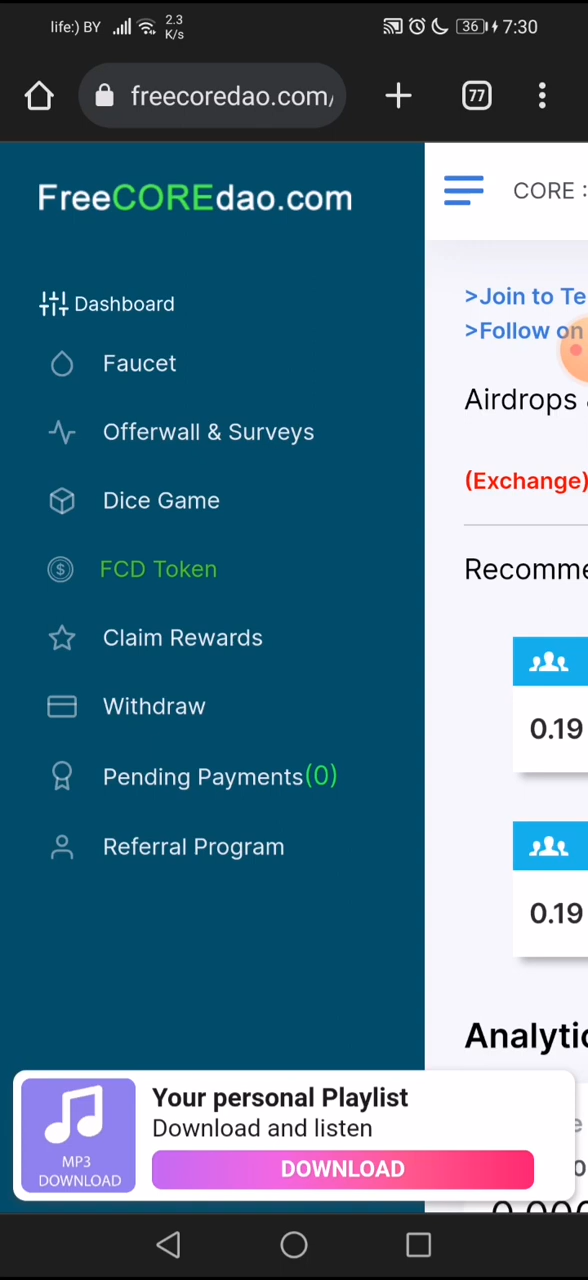 life:) BY 2.3 K/s 36 7:30
freecoredao.com/ 77
FreeCOREdao.com
CORE :
Dashboard
>Join to Te
>Follow on
Faucet
Airdrops
Offerwall & Surveys
(Exchange)
Dice Game
FCD Token
Recomme
Claim Rewards
0.19
Withdraw
Pending Payments(0)
Referral Program
0.19
Analytic
Your personal Playlist
Download and listen
MP3
DOWNLOAD
DOWNLOAD